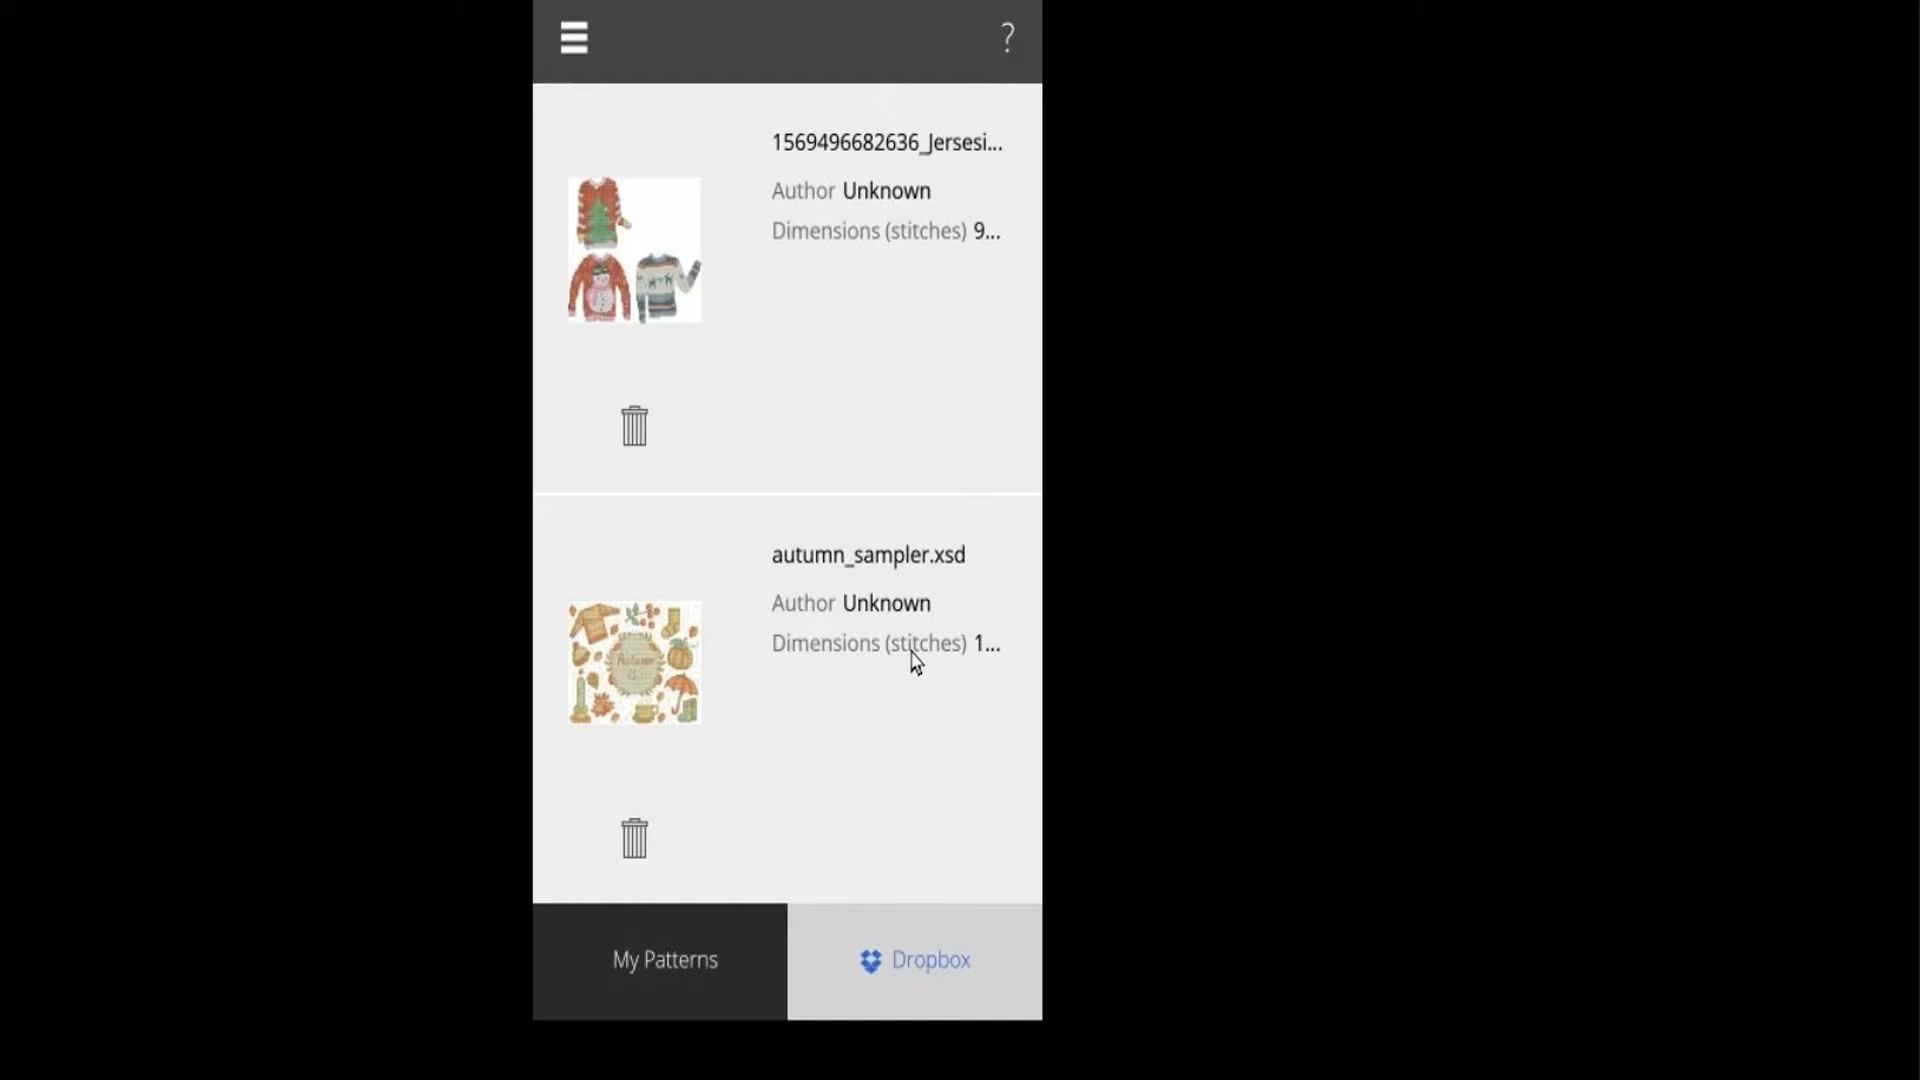 ?
1569496682636_Jersesi...
Author Unknown
Dimensions (stitches) 9...
autumn_sampler.xsd
Author Unknown
Dimensions (stitches) 1...
My Patterns
Dropbox